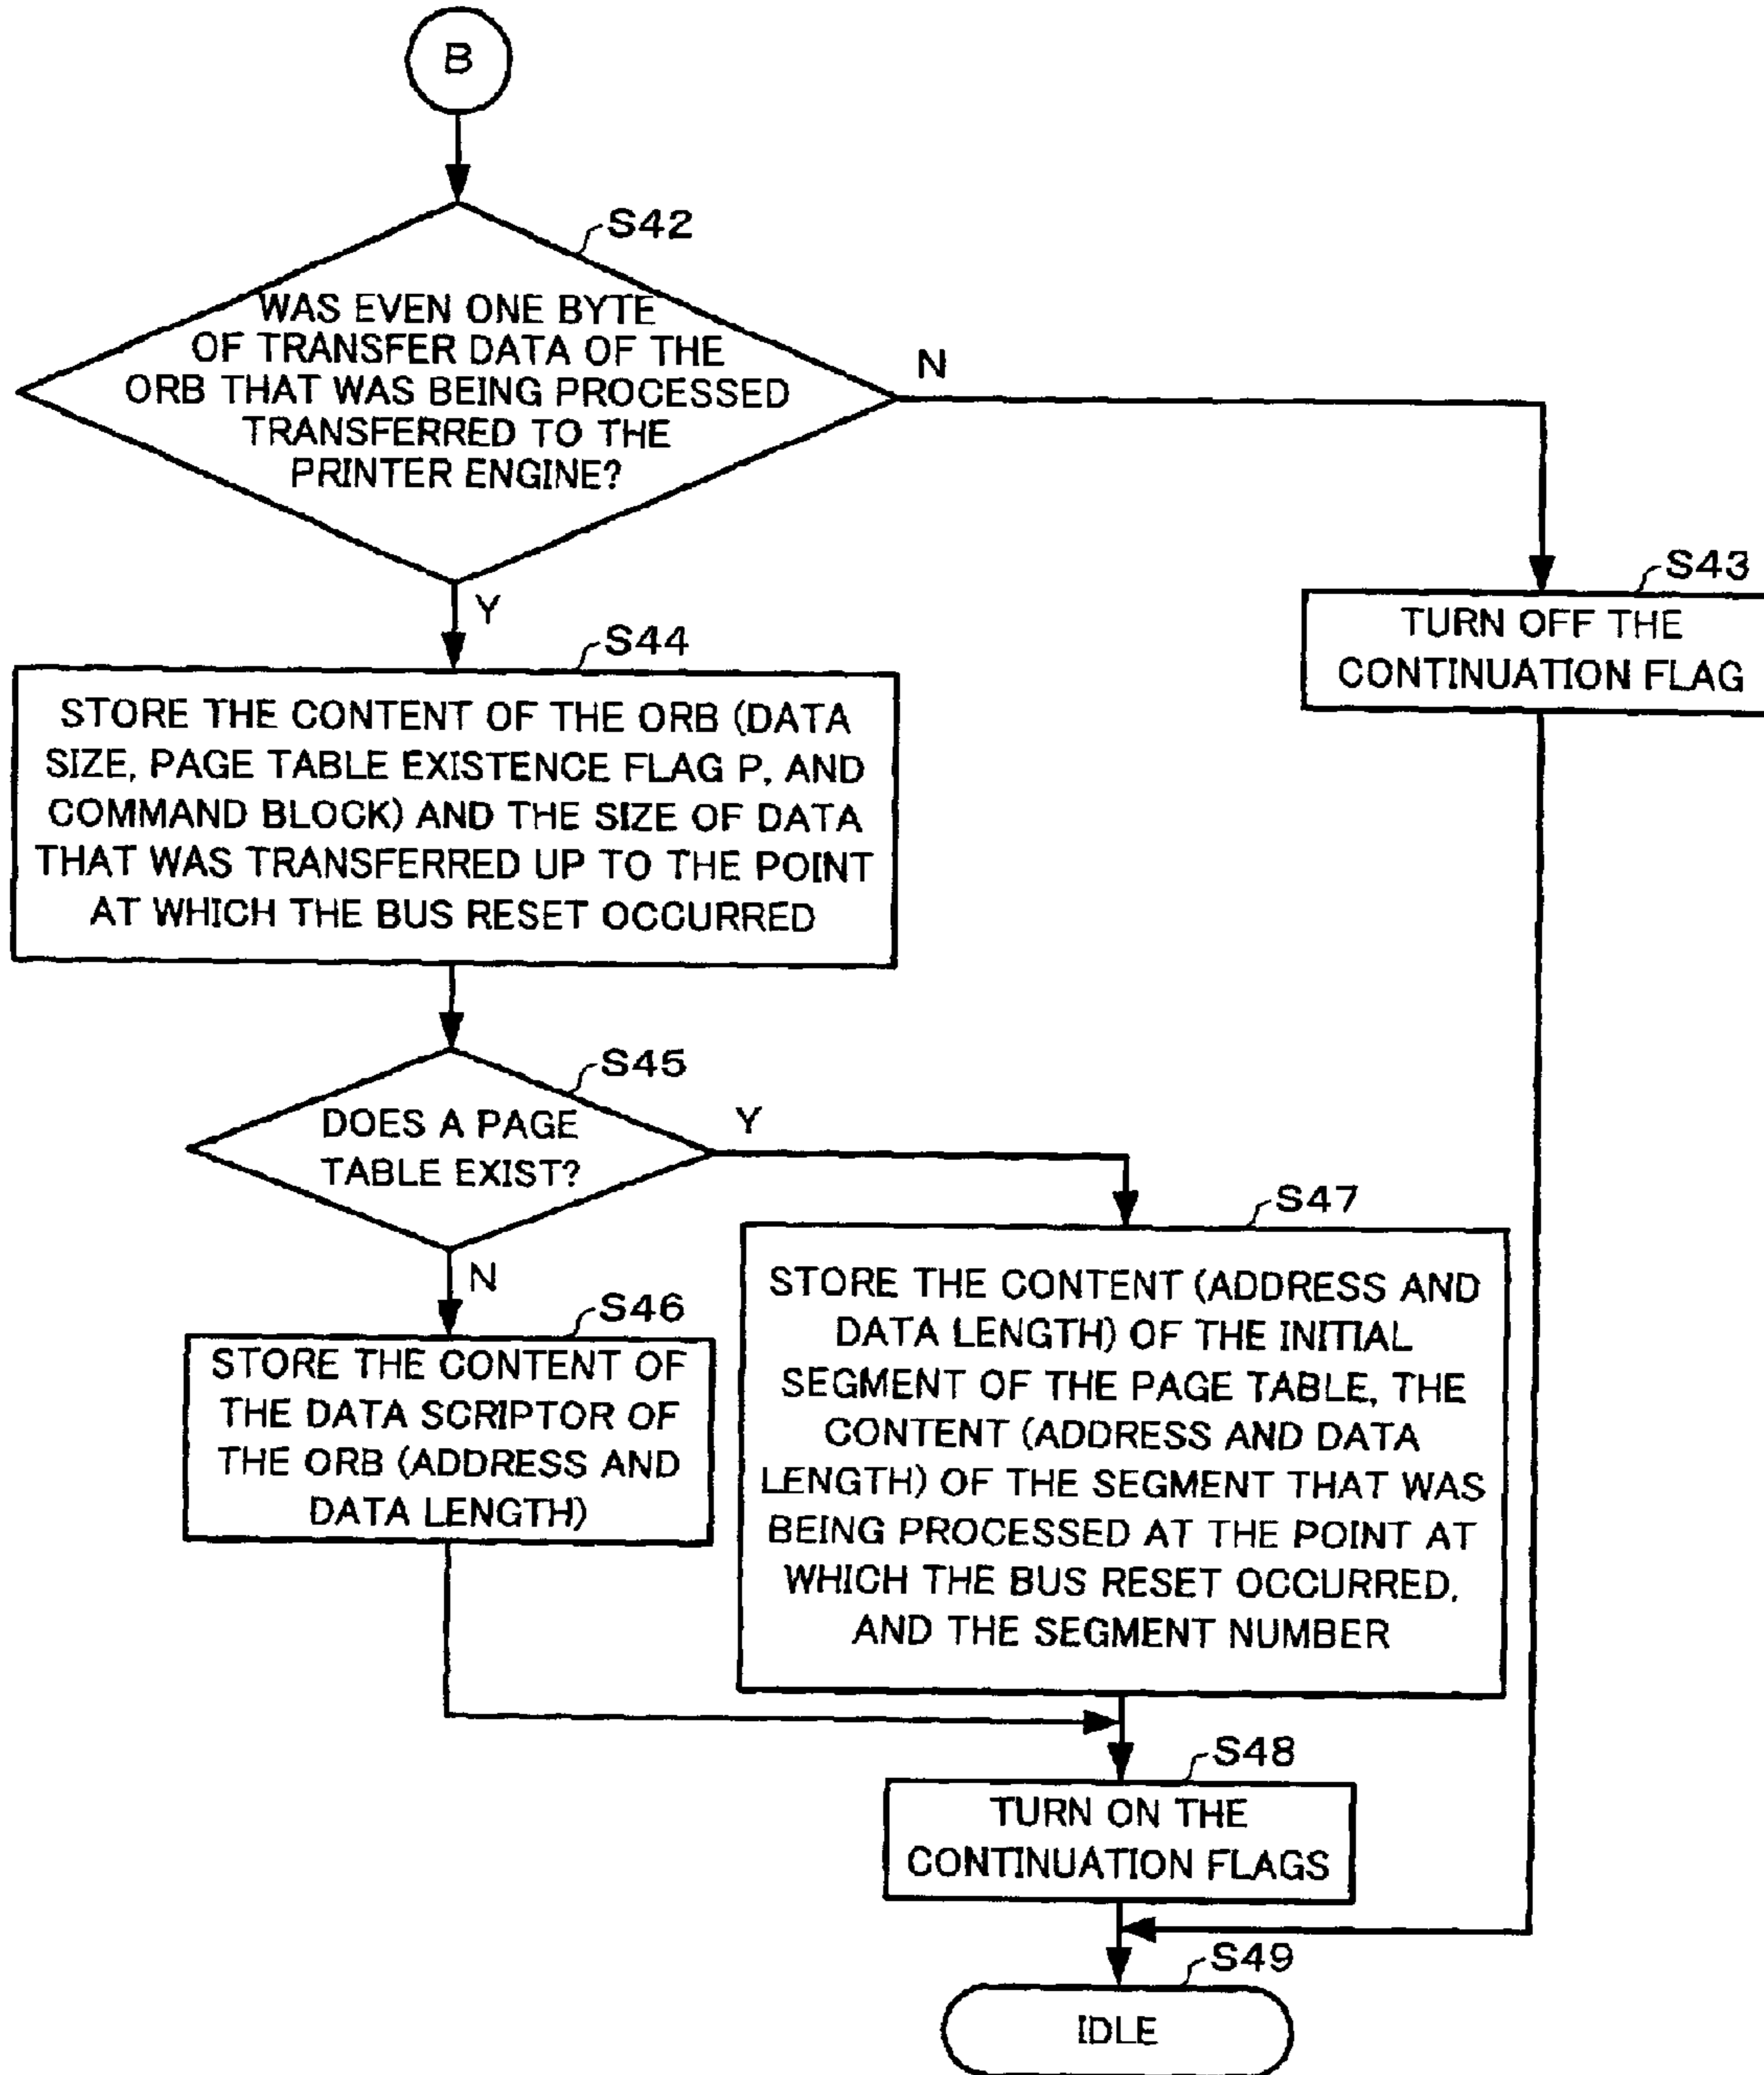 B
S42
WAS EVEN ONE BYTE
OF TRANSFER DATA OF THE
ORB THAT WAS BEING PROCESSED
TRANSFERRED TO THE
PRINTER ENGINE?
N
Y
S43
TURN OFF THE
CONTINUATION FLAG
S44
STORE THE CONTENT OF THE ORB (DATA
SIZE, PAGE TABLE EXISTENCE FLAG P, AND
COMMAND BLOCK) AND THE SIZE OF DATA
THAT WAS TRANSFERRED UP TO THE POINT
AT WHICH THE BUS RESET OCCURRED
S45
DOES A PAGE
TABLE EXIST?
Y
N
S46
STORE THE CONTENT OF
THE DATA SCRIPTOR OF
THE ORB (ADDRESS AND
DATA LENGTH)
S47
STORE THE CONTENT (ADDRESS AND
DATA LENGTH) OF THE INITIAL
SEGMENT OF THE PAGE TABLE, THE
CONTENT (ADDRESS AND DATA
LENGTH) OF THE SEGMENT THAT WAS
BEING PROCESSED AT THE POINT AT
WHICH THE BUS RESET OCCURRED,
AND THE SEGMENT NUMBER
S48
TURN ON THE
CONTINUATION FLAGS
S49
IDLE